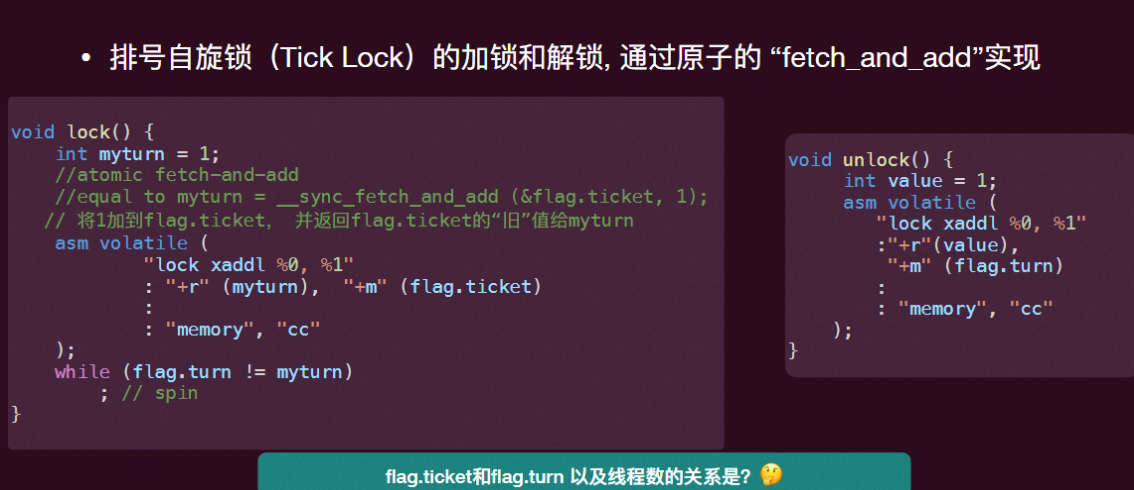 • 排号自旋锁（Tick Lock）的加锁和解锁, 通过原子的 “fetch_and_add”实现
void lock() {
    int myturn = 1;
    //atomic fetch-and-add
    //equal to myturn = __sync_fetch_and_add (&flag.ticket, 1);
    // 将1加到flag.ticket， 并返回flag.ticket的“旧”值给myturn
    asm volatile (
            "lock xaddl %0, %1"
            : "+r" (myturn),  "+m" (flag.ticket)
            :
            : "memory", "cc"
    );
    while (flag.turn != myturn)
        ; // spin
}
void unlock() {
     int value = 1;
     asm volatile (
        "lock xaddl %0, %1"
        :"+r"(value),
         "+m" (flag.turn)
        :
        : "memory", "cc"
    );
}
flag.ticket和flag.turn 以及线程数的关系是? 🤔